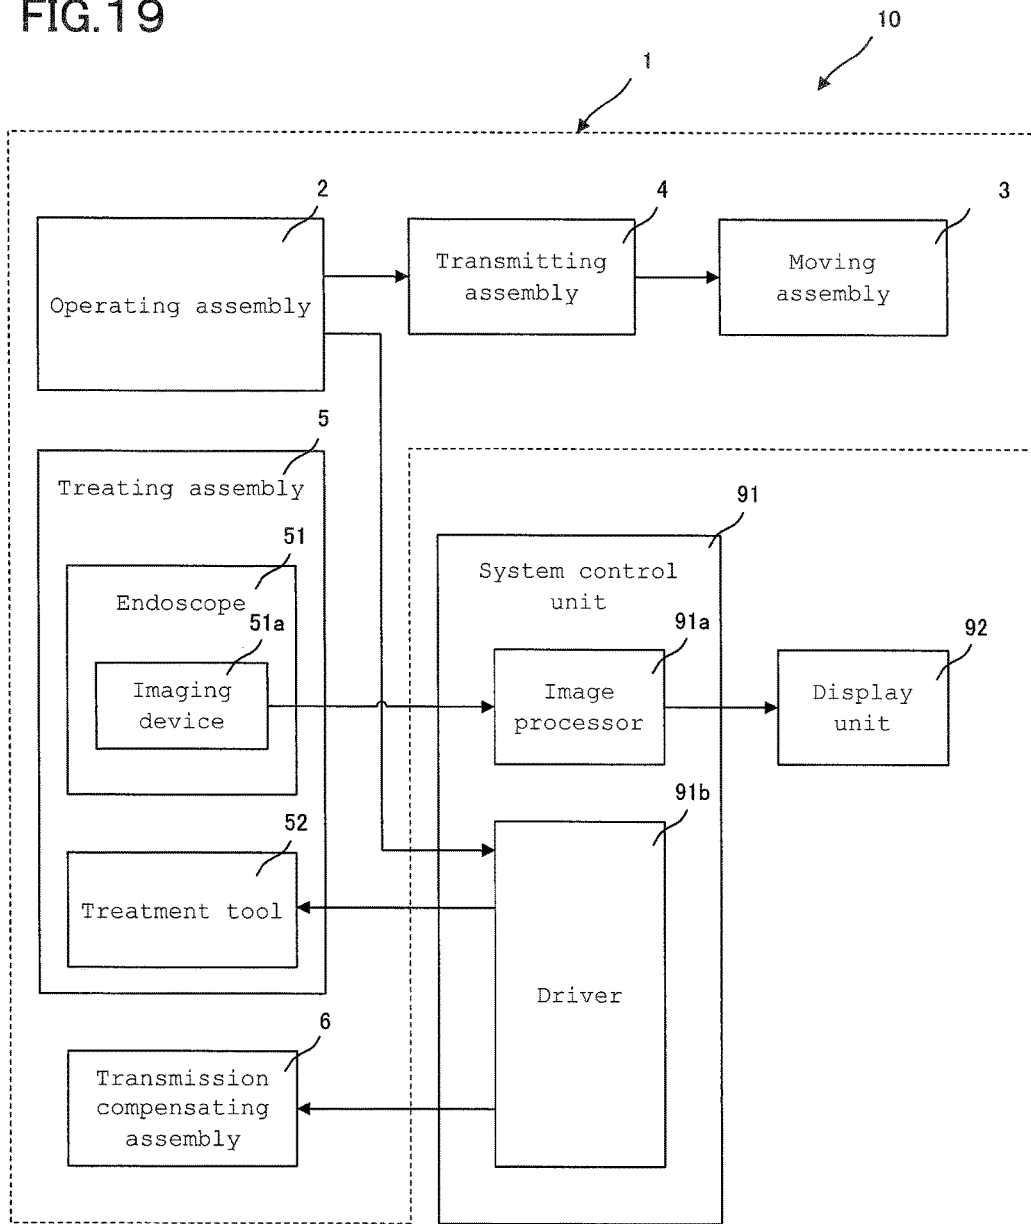 FIG.19
10
1
2
4
3
Operating assembly
Transmitting
assembly
Moving
assembly
5
Treating assembly
51
Endoscope
51a
Imaging
device
52
Treatment tool
6
Transmission
compensating
assembly
91
System control
unit
91a
Image
processor
91b
Driver
92
Display
unit